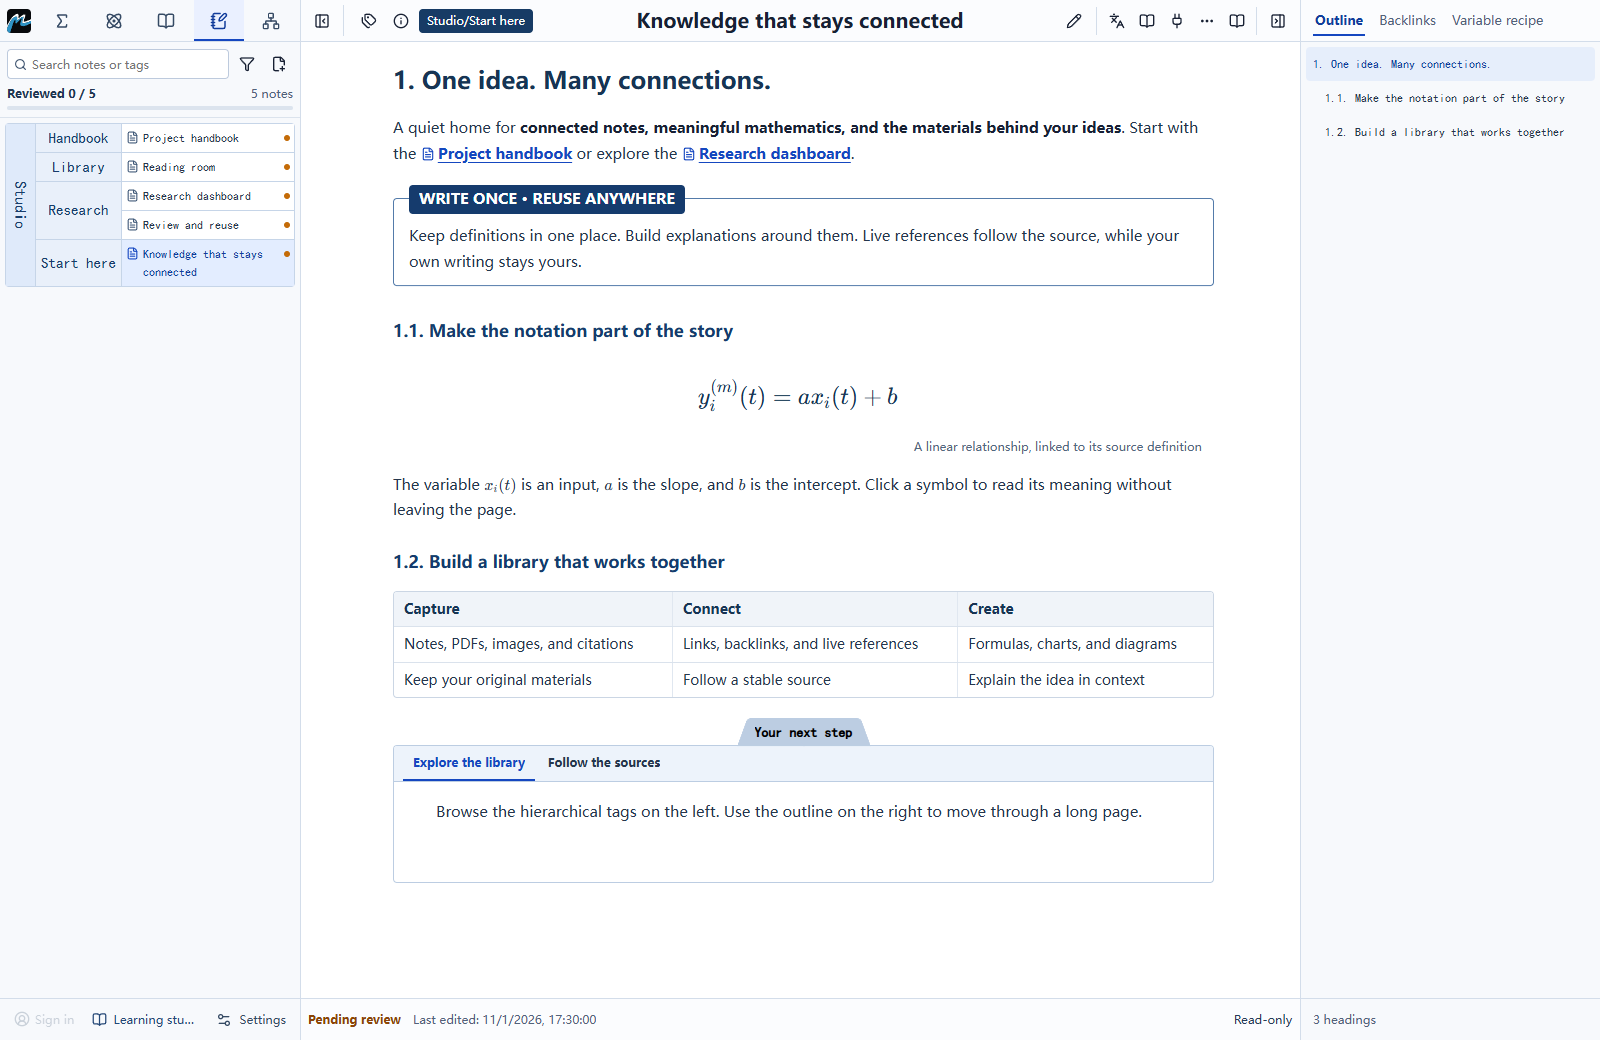 Studio/Start here
Knowledge that stays connected
Outline Backlinks Variable recipe
Search notes or tags
Reviewed 0 / 5 5 notes
Studio
Handbook
Project handbook
Library
Reading room
Research
Research dashboard
Review and reuse
Start here
Knowledge that stays
connected
1. One idea. Many connections.
A quiet home for connected notes, meaningful mathematics, and the materials behind your ideas. Start with
the Project handbook or explore the Research dashboard.
WRITE ONCE • REUSE ANYWHERE
Keep definitions in one place. Build explanations around them. Live references follow the source, while your
own writing stays yours.
1.1. Make the notation part of the story
y_i^{(m)}(t) = ax_i(t) + b
A linear relationship, linked to its source definition
The variable x_i(t) is an input, a is the slope, and b is the intercept. Click a symbol to read its meaning without
leaving the page.
1.2. Build a library that works together
Capture Connect Create
Notes, PDFs, images, and citations Links, backlinks, and live references Formulas, charts, and diagrams
Keep your original materials Follow a stable source Explain the idea in context
Your next step
Explore the library Follow the sources
Browse the hierarchical tags on the left. Use the outline on the right to move through a long page.
1. One idea. Many connections.
1.1. Make the notation part of the story
1.2. Build a library that works together
Sign in Learning stu... Settings
Pending review Last edited: 11/1/2026, 17:30:00
Read-only
3 headings